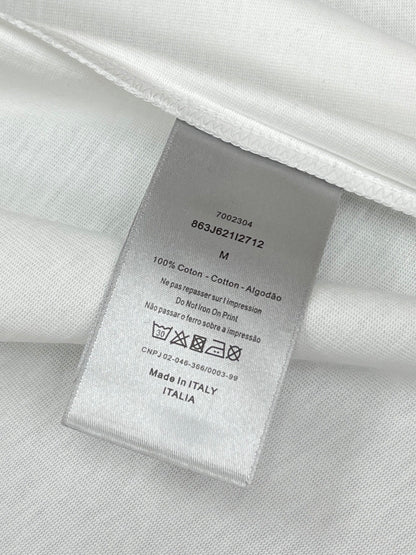 7002304
863J621I2712
M
100% Coton - Cotton - Algodão
Ne pas repasser sur l impression
Do Not Iron On Print
Não passar o ferro sobre a impressão
30
CNPJ 02-046-366/0003-99
Made In ITALY
ITALIA